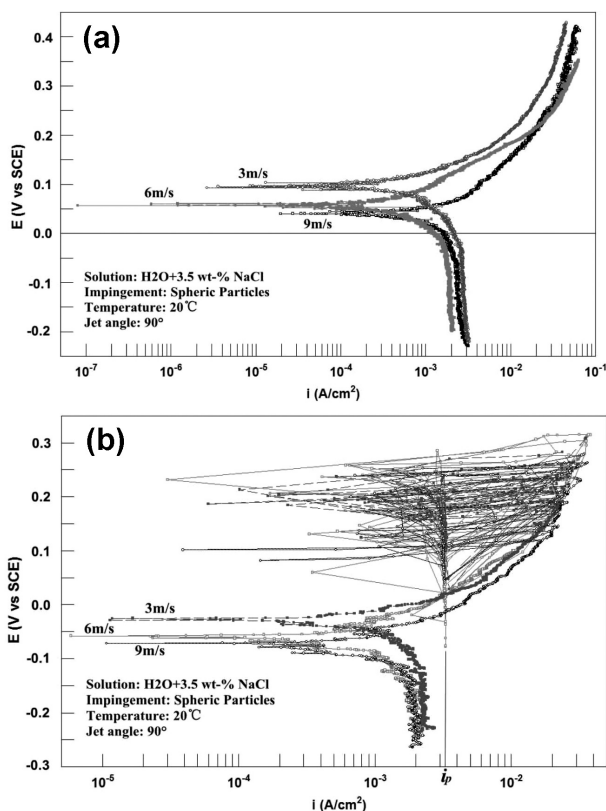 (a)
0.4
0.3
0.2
0.1
0.0
-0.1
-0.2
E (V vs SCE)
3m/s
6m/s
9m/s
Solution: H2O+3.5 wt-% NaCl
Impingement: Spheric Particles
Temperature: 20℃
Jet angle: 90°
10-7 10-6 10-5 10-4 10-3 10-2 10-1
i (A/cm2)
(b)
0.3
0.2
0.1
0.0
-0.1
-0.2
-0.3
E (V vs SCE)
3m/s
6m/s
9m/s
Solution: H2O+3.5 wt-% NaCl
Impingement: Spheric Particles
Temperature: 20℃
Jet angle: 90°
10-5 10-4 10-3 ip 10-2
i (A/cm2)